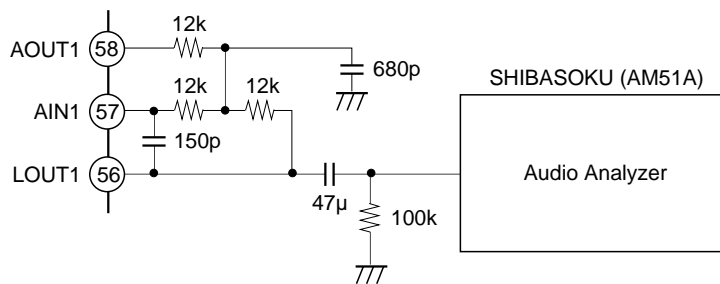 12k
AOUT1 58
680p
SHIBASOKU (AM51A)
12k 12k
AIN1 57
150p
Audio Analyzer
LOUT1 56
47µ
100k